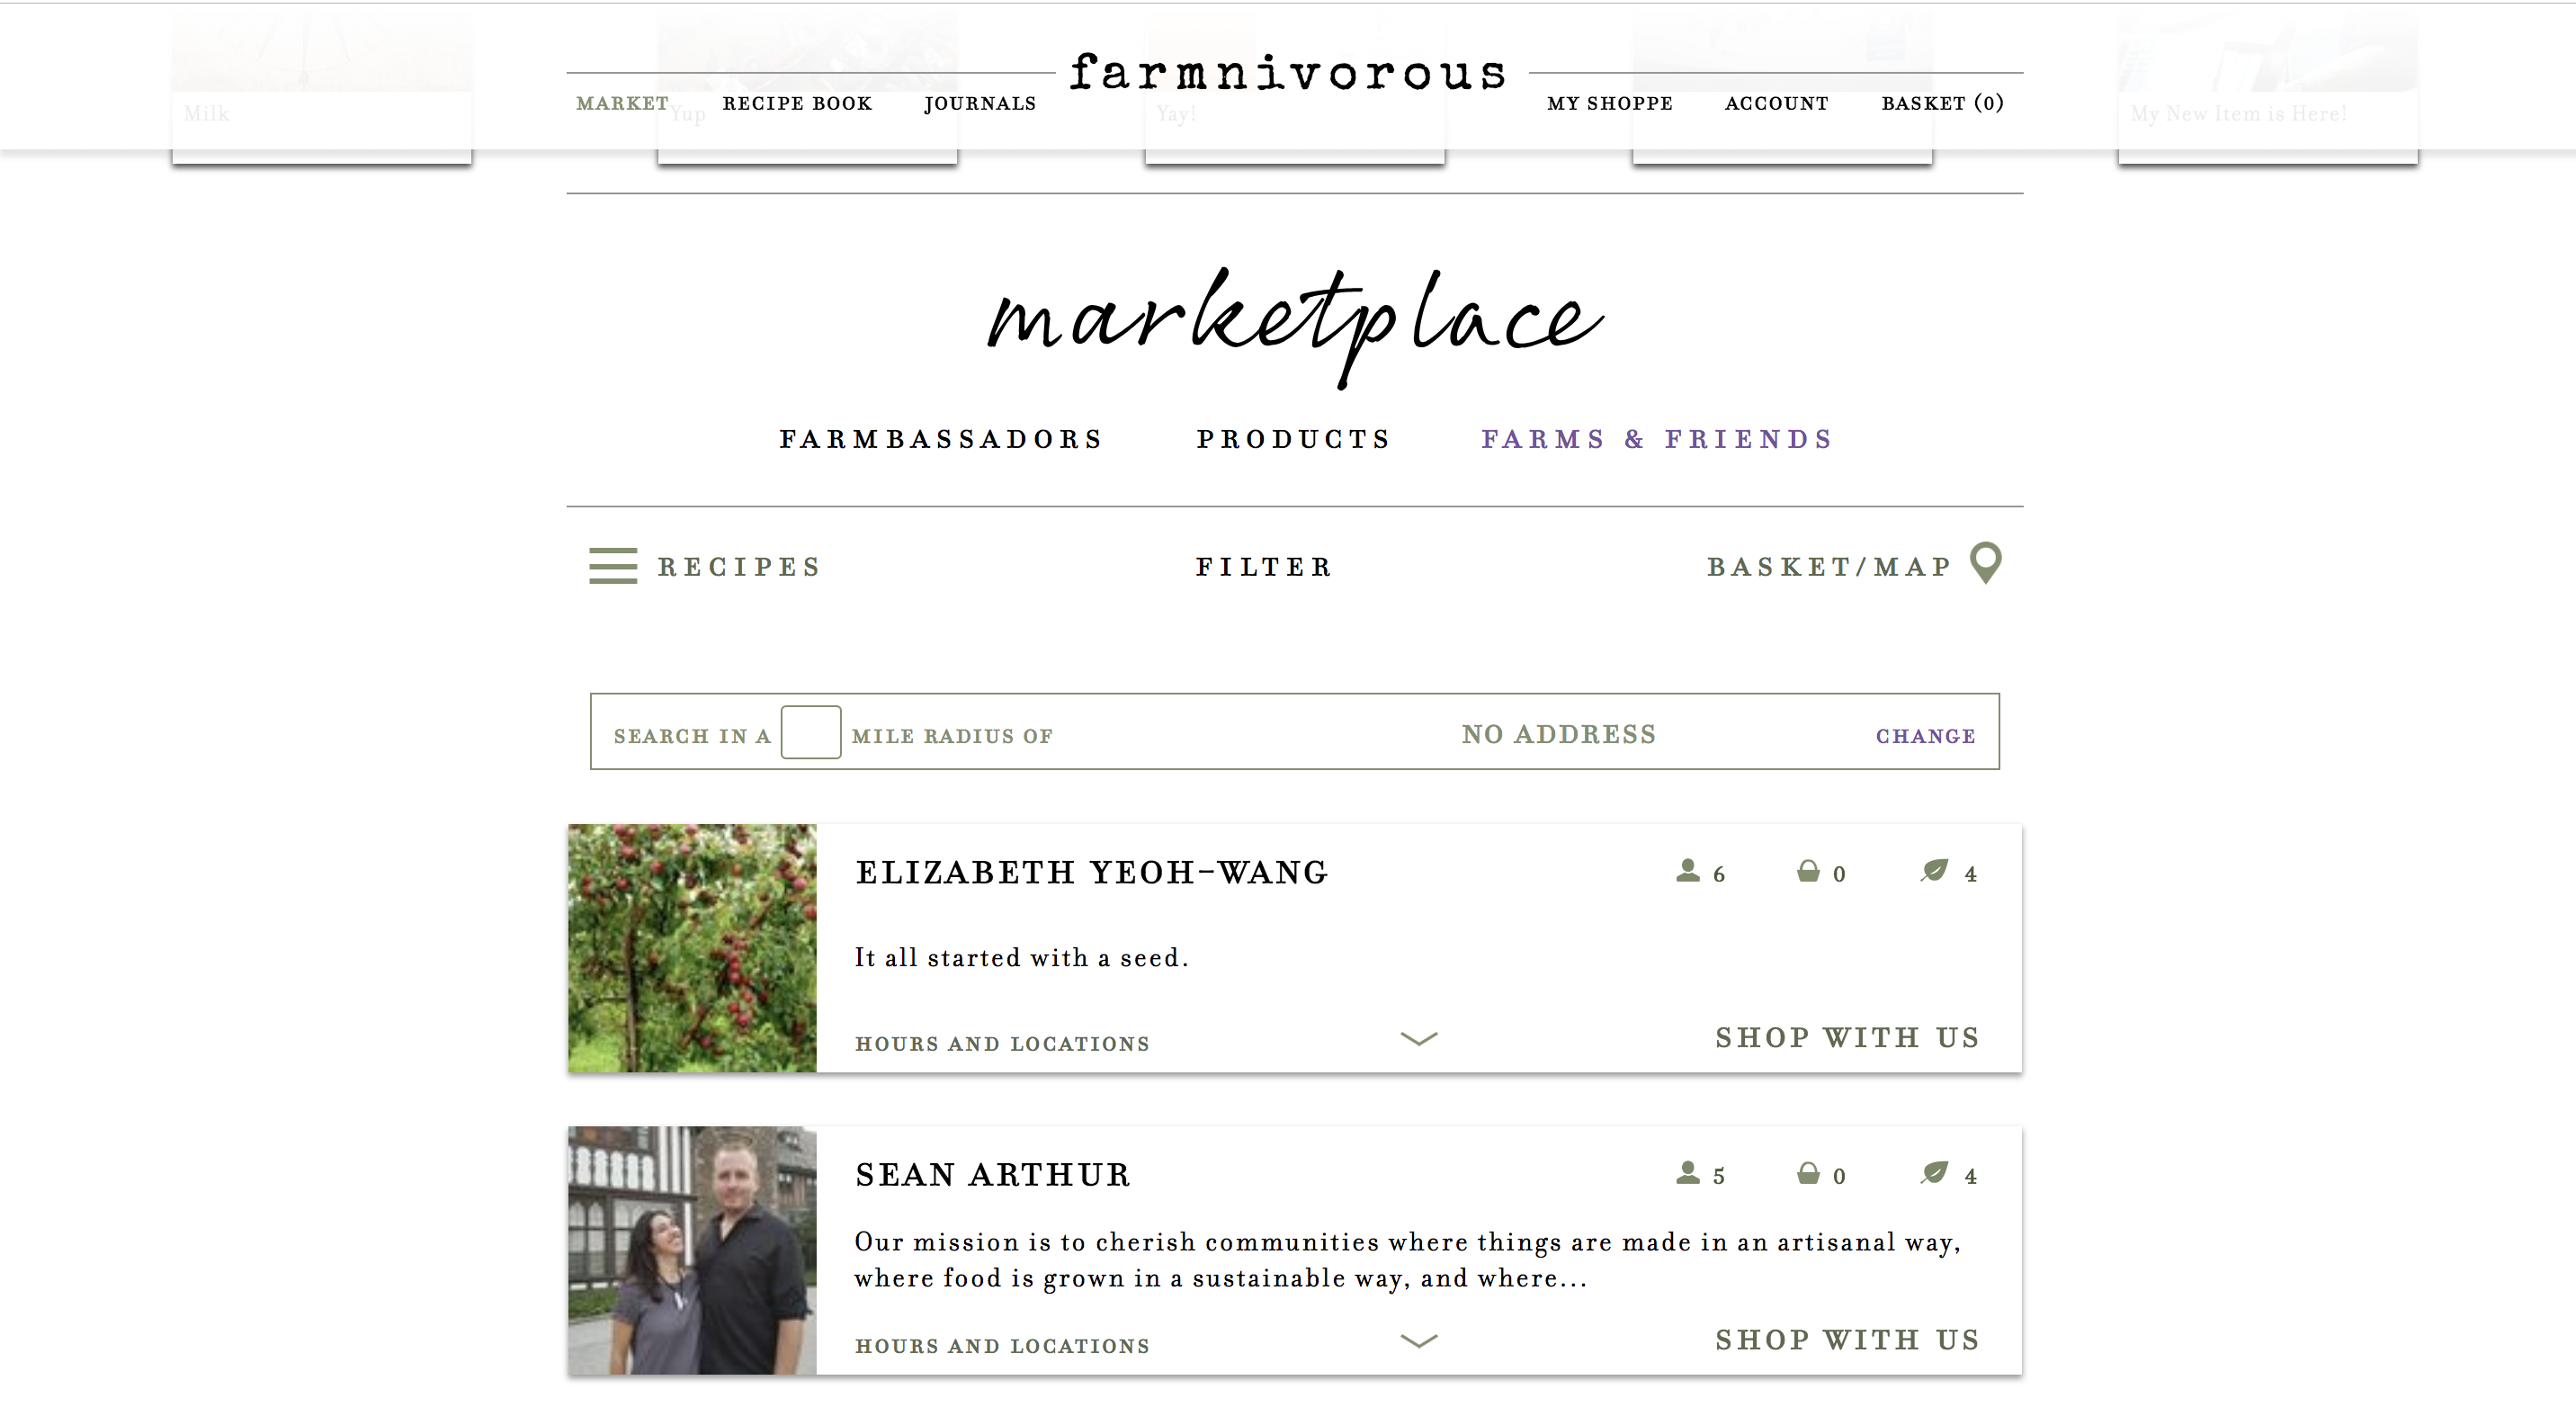 farmnivorous
MARKET RECIPE BOOK JOURNALS MY SHOPPE ACCOUNT BASKET (0)
Milk Yup Yay! My New Item is Here!
marketplace
FARMBASSADORS PRODUCTS FARMS & FRIENDS
RECIPES FILTER BASKET/MAP
SEARCH IN A MILE RADIUS OF NO ADDRESS CHANGE
ELIZABETH YEOH-WANG 6 0 4
It all started with a seed.
HOURS AND LOCATIONS SHOP WITH US
SEAN ARTHUR 5 0 4
Our mission is to cherish communities where things are made in an artisanal way,
where food is grown in a sustainable way, and where...
HOURS AND LOCATIONS SHOP WITH US